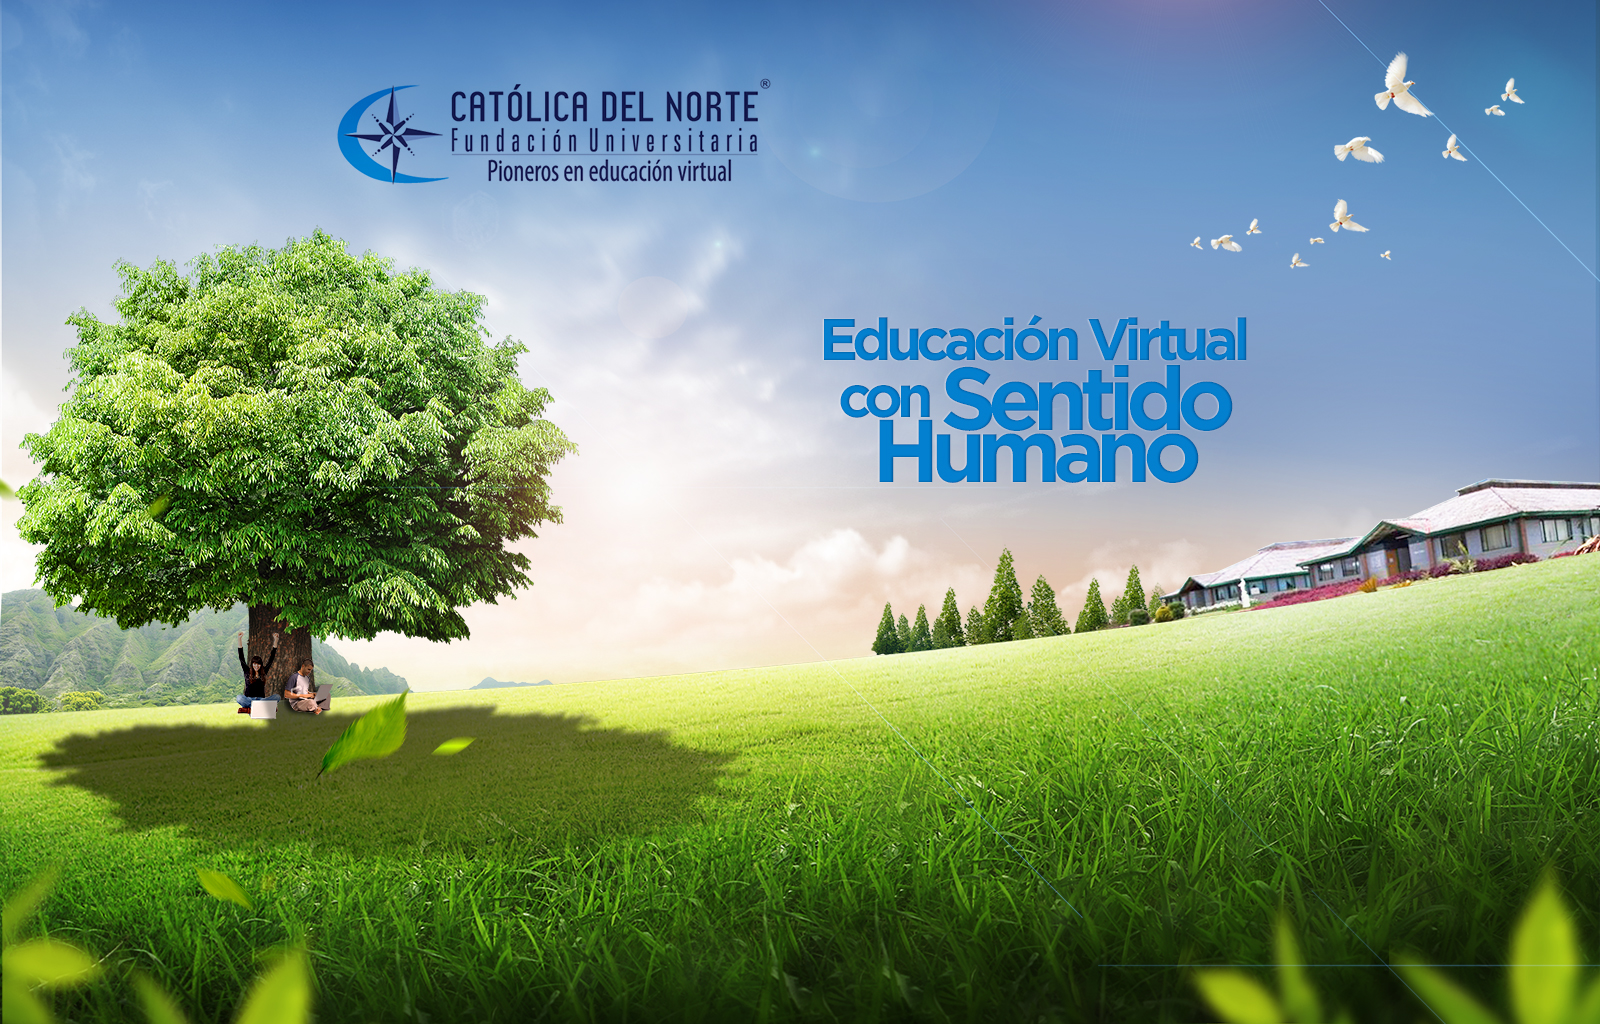 CATÓLICA DEL NORTE®
Fundación Universitaria
Pioneros en educación virtual
Educación Virtual
con Sentido
Humano